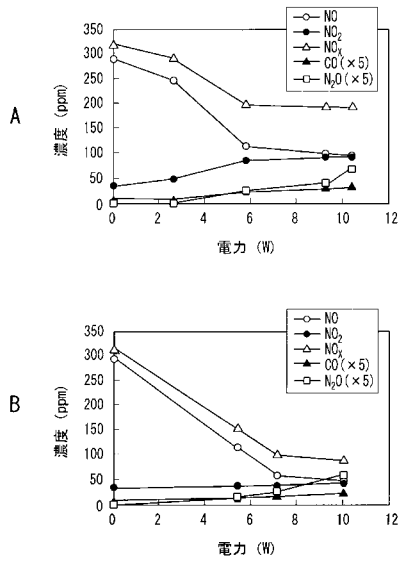 A
NO
NO₂
NOₓ
CO(×5)
N₂O(×5)
350
300
250
200
150
100
50
0
濃度 (ppm)
0 2 4 6 8 10 12
電力 (W)
B
NO
NO₂
NOₓ
CO(×5)
N₂O(×5)
350
300
250
200
150
100
50
0
濃度 (ppm)
0 2 4 6 8 10 12
電力 (W)